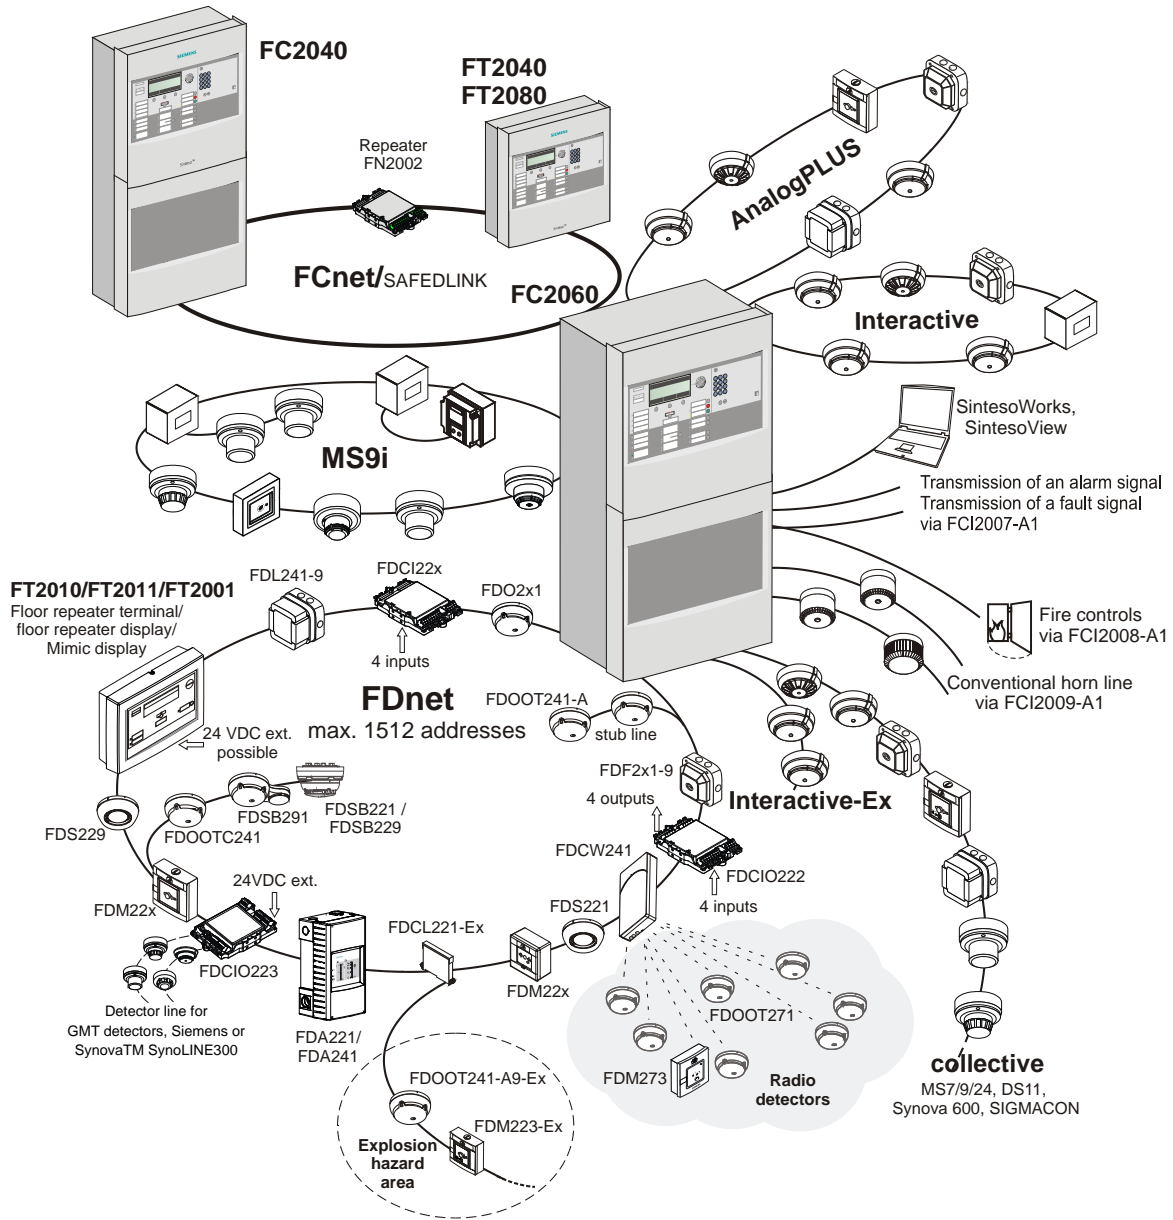 SIEMENS
FC2040
FT2040
FT2080
SIEMENS
Repeater
FN2002
AnalogPLUS
FCnet/SAFEDLINK
FC2060
Interactive
SintesoWorks,
SintesoView
MS9i
Transmission of an alarm signal
Transmission of a fault signal
via FCI2007-A1
FT2010/FT2011/FT2001
Floor repeater terminal/
floor repeater display/
Mimic display
FDL241-9
FDCI22x
FDO2x1
4 inputs
Fire controls
via FCI2008-A1
FDnet
max. 1512 addresses
FDOOT241-A
stub line
Conventional horn line
via FCI2009-A1
24 VDC ext.
possible
FDF2x1-9
Interactive-Ex
4 outputs
FDS229
FDOOTC241
FDSB291
FDSB221 /
FDSB229
FDCW241
FDCIO222
4 inputs
FDM22x
24VDC ext.
FDS221
FDCL221-Ex
FDCIO223
FDM22x
Detector line for
GMT detectors, Siemens or
SynovaTM SynoLINE300
FDA221/
FDA241
FDOOT271
FDM273
Radio
detectors
collective
MS7/9/24, DS11,
Synova 600, SIGMACON
FDOOT241-A9-Ex
FDM223-Ex
Explosion
hazard
area